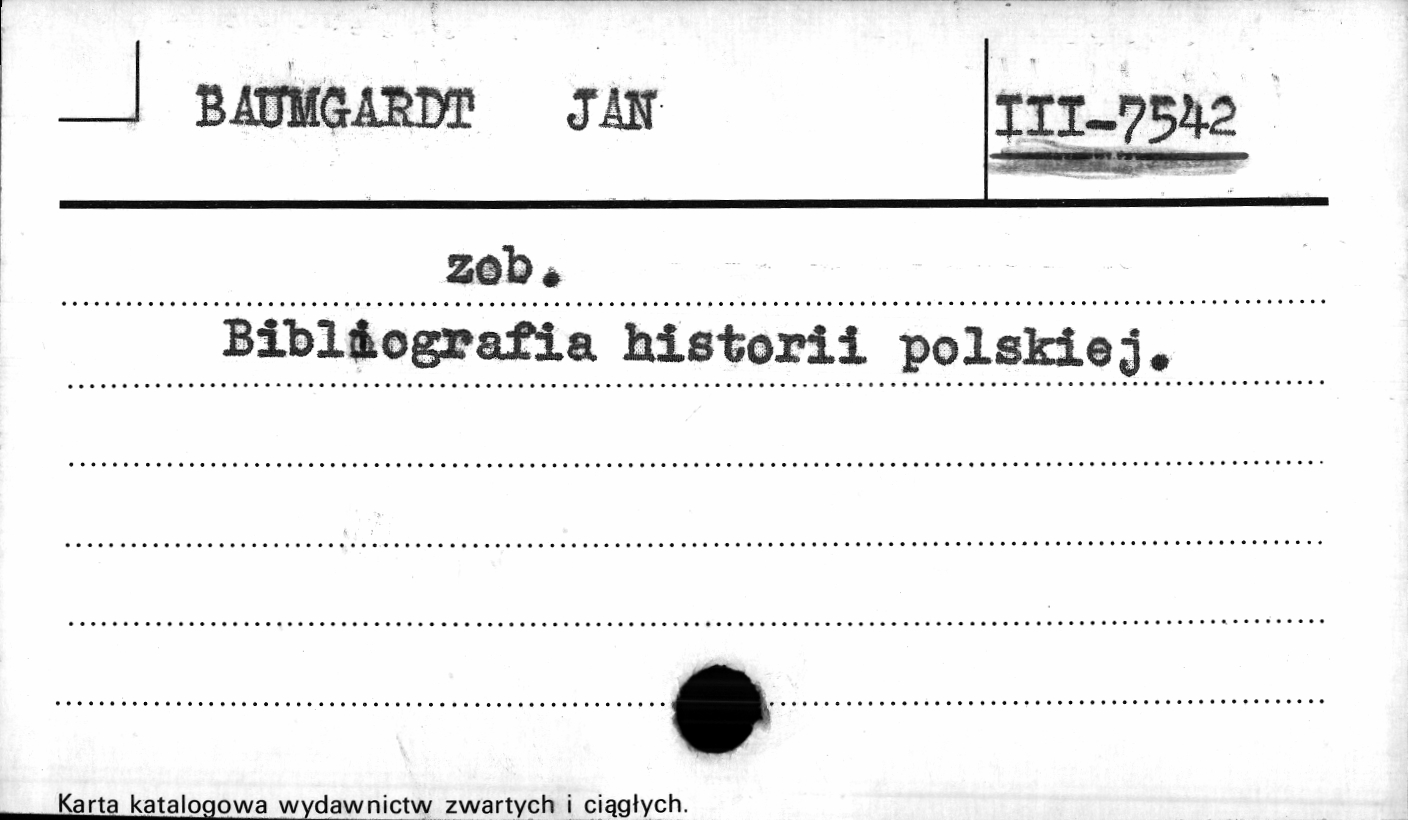 BAUMGARDT JAN
III-7542
zob.
Bibliografia historii polskiej.
Karta katalogowa wydawnictw zwartych i ciągłych.